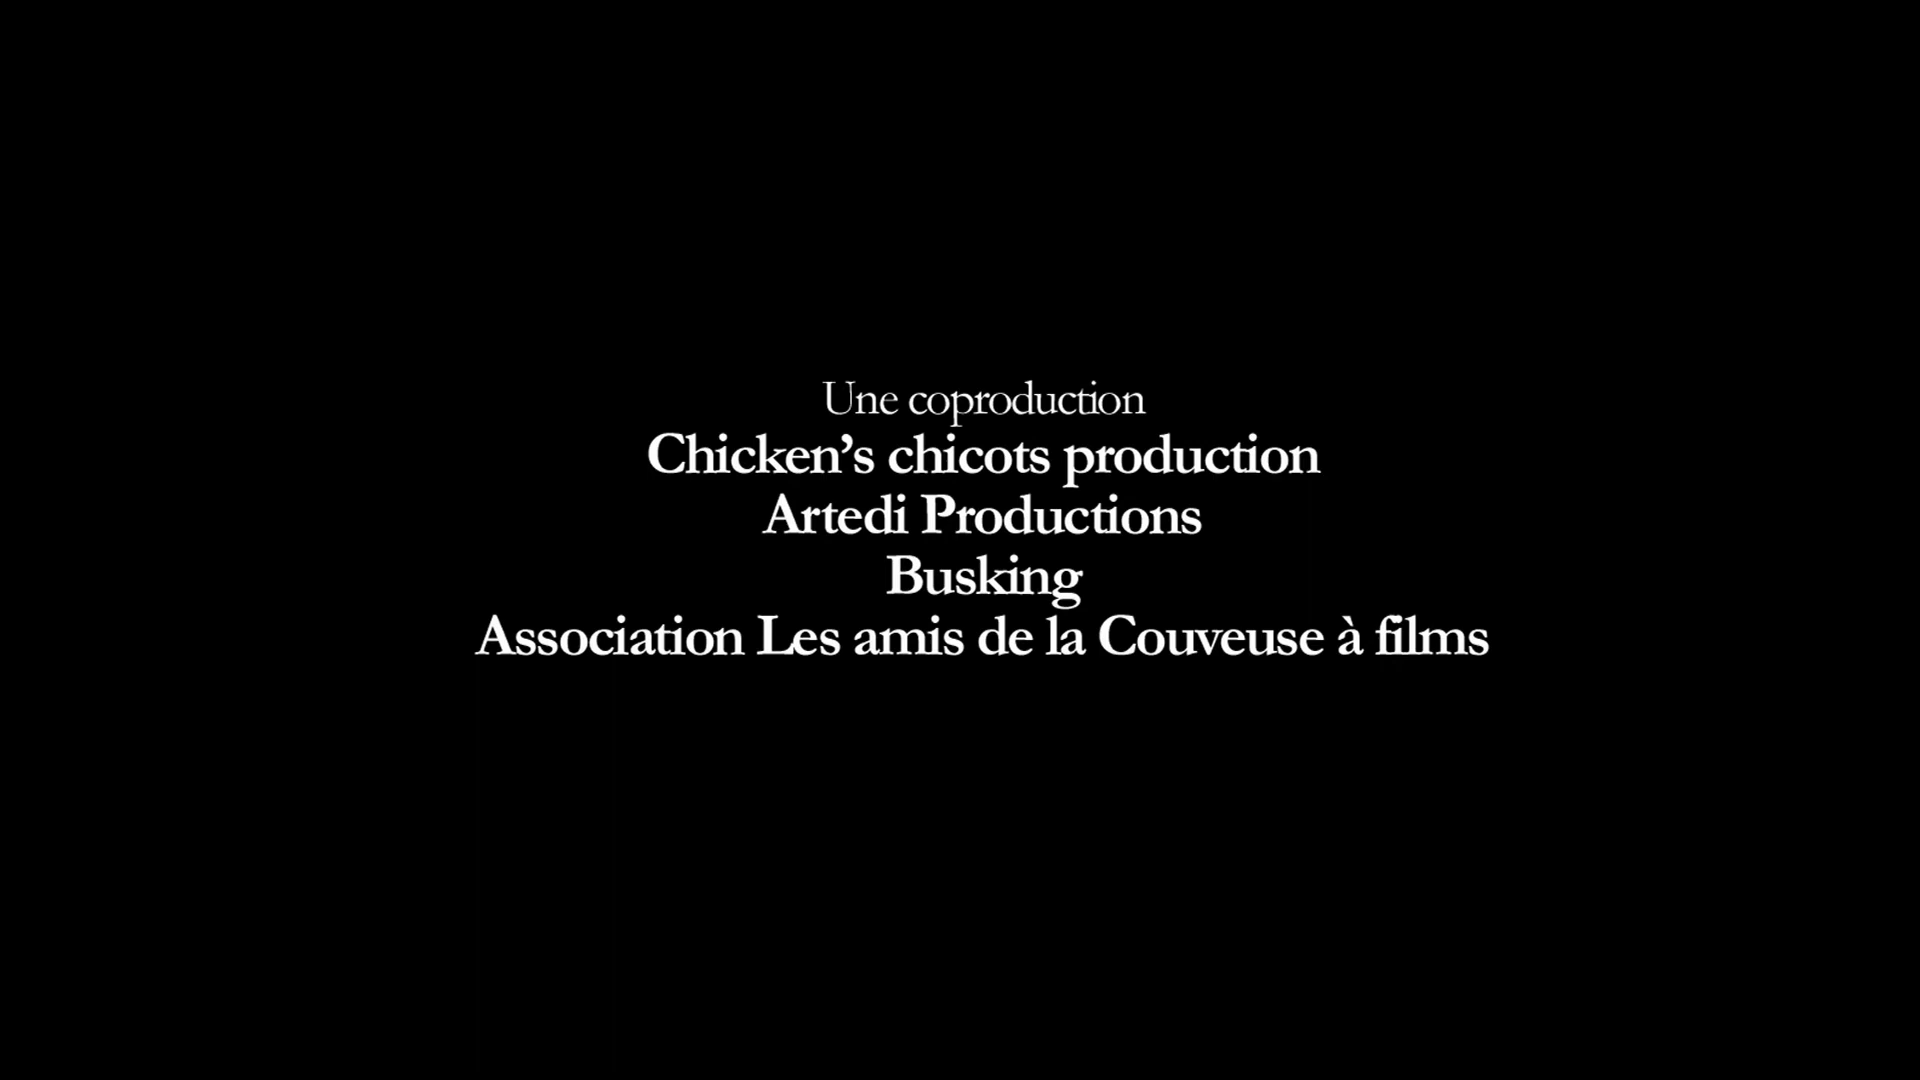 Une coproduction
Chicken’s chicots production
Artedi Productions
Busking
Association Les amis de la Couveuse à films